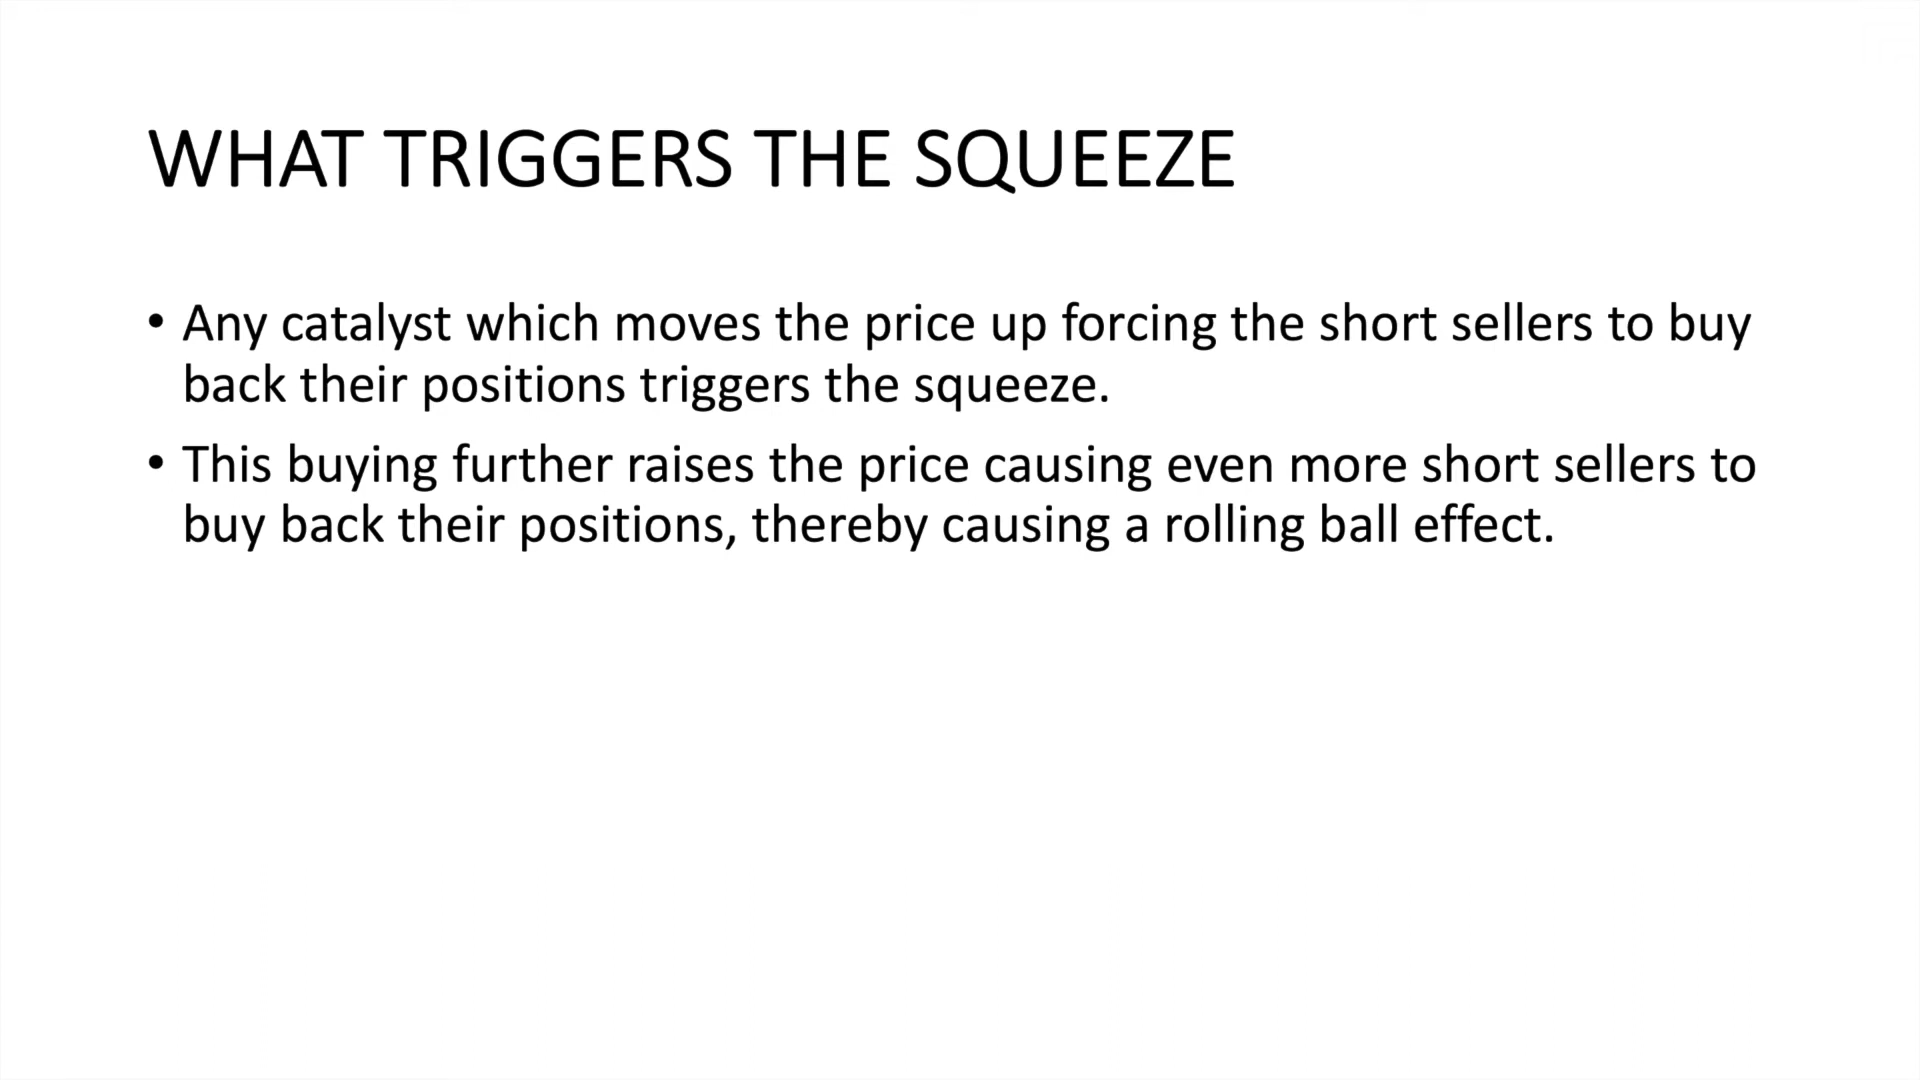 WHAT TRIGGERS THE SQUEEZE
• Any catalyst which moves the price up forcing the short sellers to buy
back their positions triggers the squeeze.
• This buying further raises the price causing even more short sellers to
buy back their positions, thereby causing a rolling ball effect.